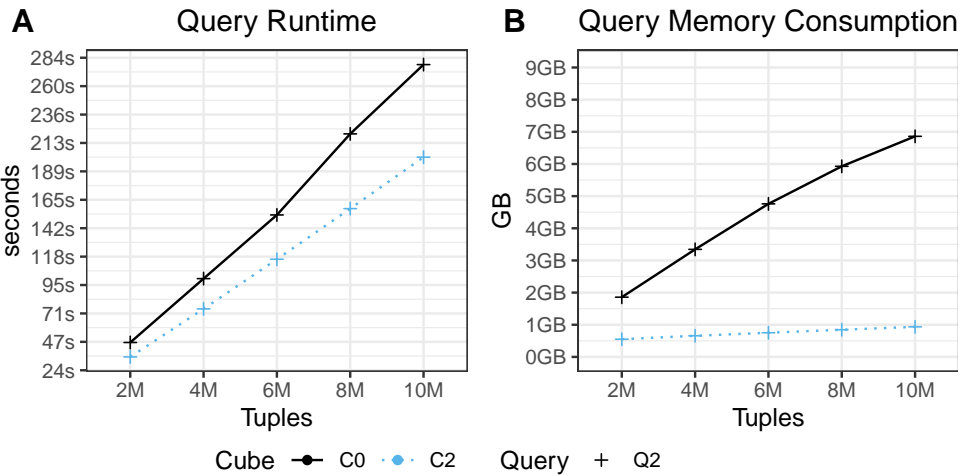 A Query Runtime
284s
260s
236s
213s
189s
165s
142s
118s
95s
71s
47s
24s
seconds
2M 4M 6M 8M 10M
Tuples
B Query Memory Consumption
9GB
8GB
7GB
6GB
5GB
4GB
3GB
2GB
1GB
0GB
GB
2M 4M 6M 8M 10M
Tuples
Cube C0 C2 Query Q2